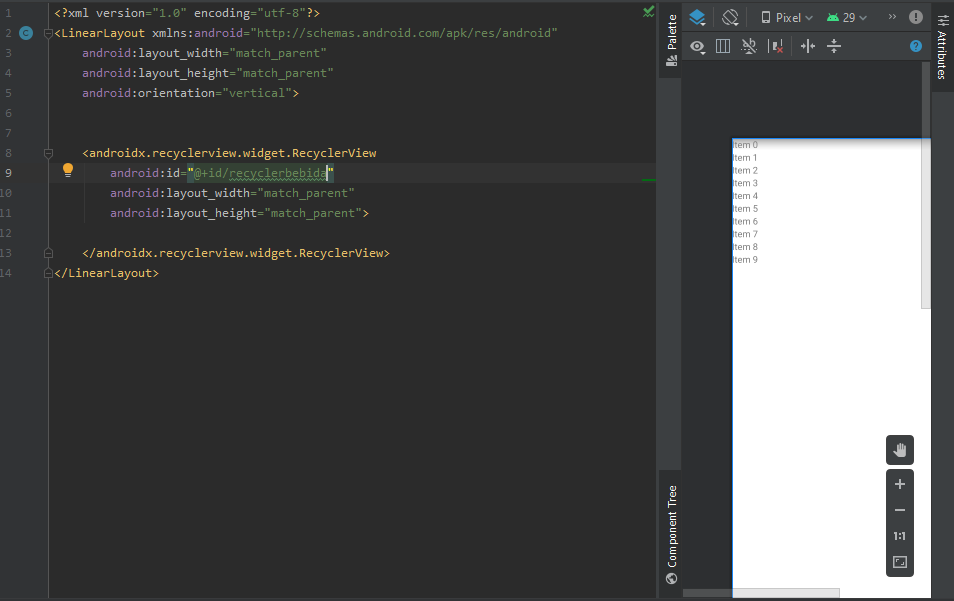 1 <?xml version="1.0" encoding="utf-8"?>
2 C <LinearLayout xmlns:android="http://schemas.android.com/apk/res/android"
3 android:layout_width="match_parent"
4 android:layout_height="match_parent"
5 android:orientation="vertical">
6
7
8 <androidx.recyclerview.widget.RecyclerView
9 android:id="@+id/recyclerbebida"
10 android:layout_width="match_parent"
11 android:layout_height="match_parent">
12
13 </androidx.recyclerview.widget.RecyclerView>
14 </LinearLayout>
Palette
Component Tree
Pixel 29 »
?
Attributes
Item 0
Item 1
Item 2
Item 3
Item 4
Item 5
Item 6
Item 7
Item 8
Item 9
+
−
1:1